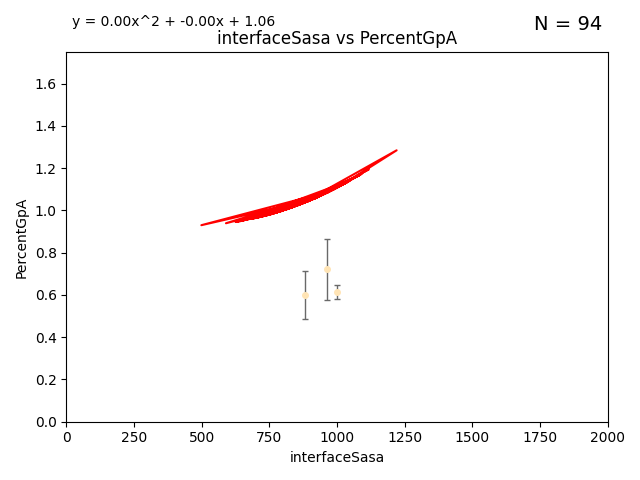 y = 0.00x^2 + -0.00x + 1.06
N = 94
interfaceSasa vs PercentGpA
PercentGpA
1.6
1.4
1.2
1.0
0.8
0.6
0.4
0.2
0.0
0 250 500 750 1000 1250 1500 1750 2000
interfaceSasa